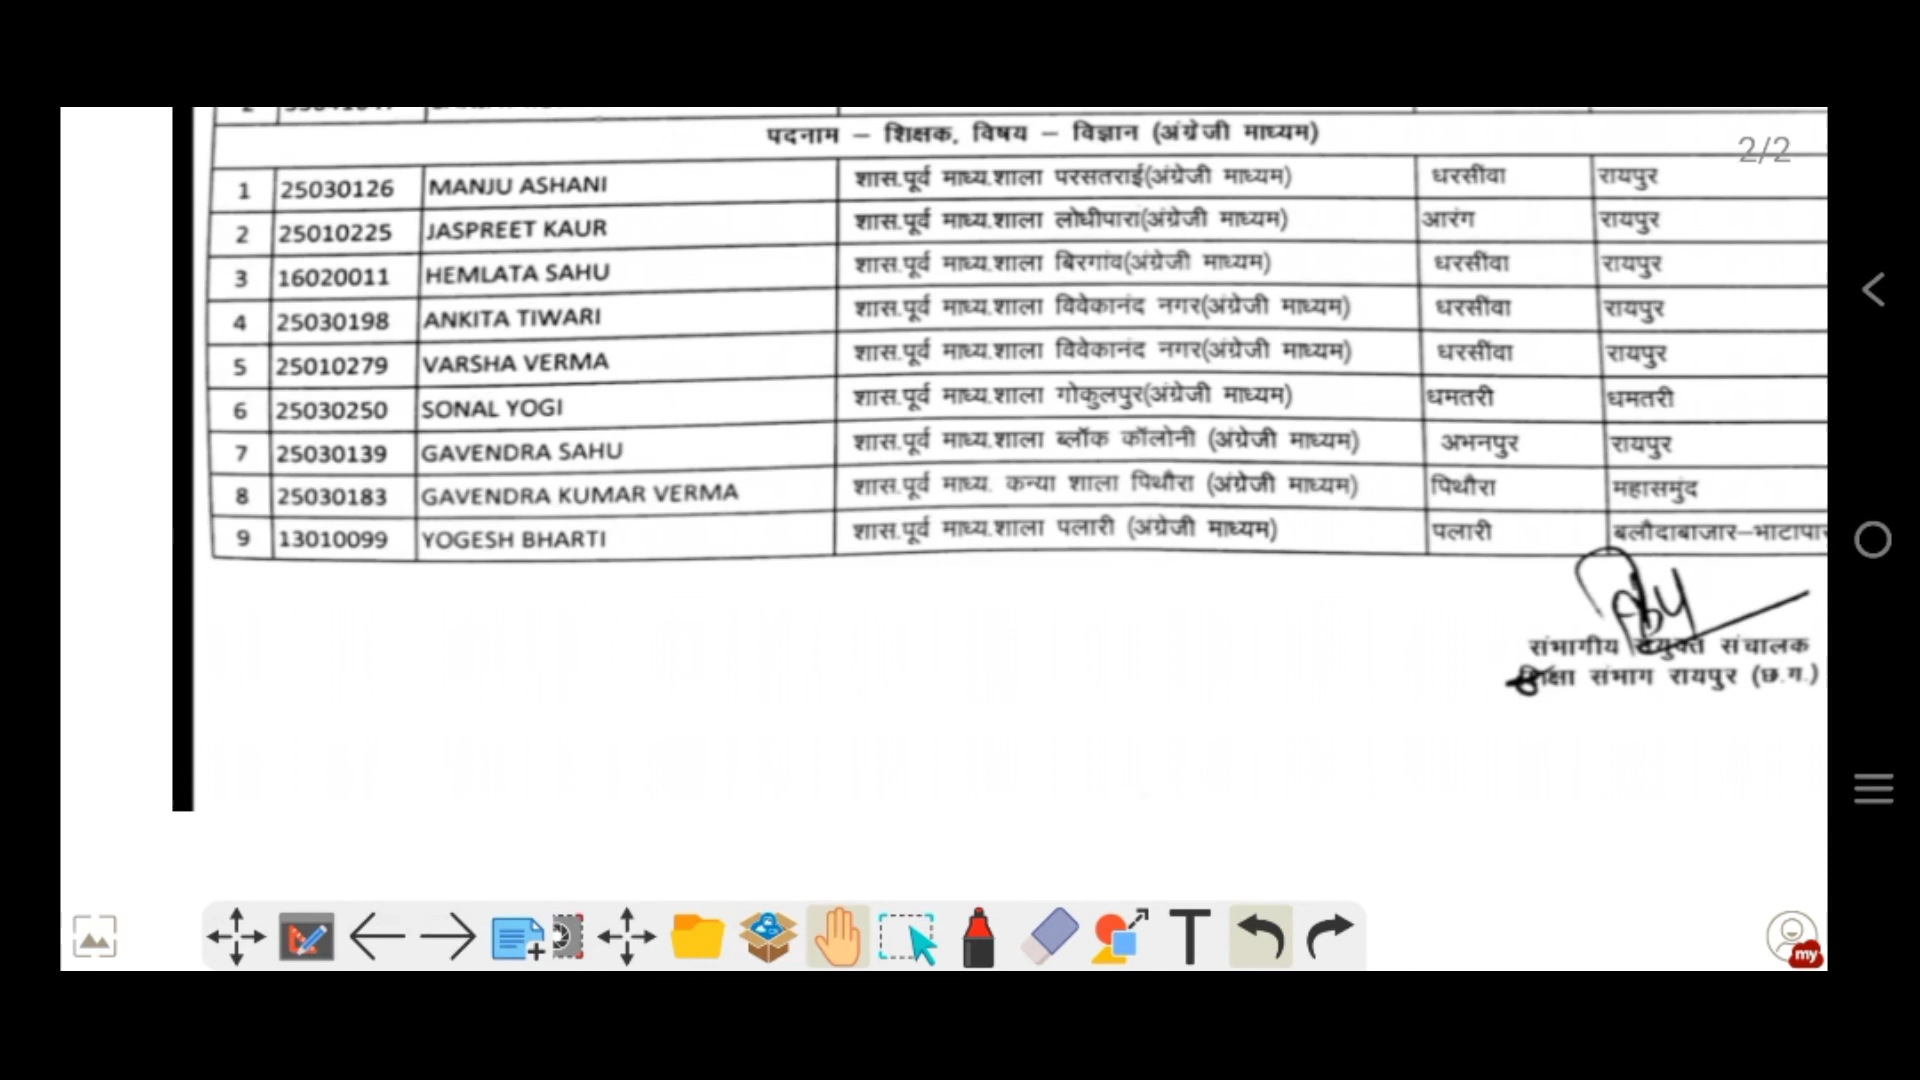 पदनाम – शिक्षक, विषय – विज्ञान (अंग्रेजी माध्यम)
2/2
1 25030126 MANJU ASHANI शास.पूर्व माध्य.शाला परसतराई(अंग्रेजी माध्यम) धरसींवा रायपुर
2 25010225 JASPREET KAUR शास.पूर्व माध्य.शाला लोधीपारा(अंग्रेजी माध्यम) आरंग रायपुर
3 16020011 HEMLATA SAHU शास.पूर्व माध्य.शाला बिरगांव(अंग्रेजी माध्यम) धरसींवा रायपुर
4 25030198 ANKITA TIWARI शास.पूर्व माध्य.शाला विवेकानंद नगर(अंग्रेजी माध्यम) धरसींवा रायपुर
5 25010279 VARSHA VERMA शास.पूर्व माध्य.शाला विवेकानंद नगर(अंग्रेजी माध्यम) धरसींवा रायपुर
6 25030250 SONAL YOGI शास.पूर्व माध्य.शाला गोकुलपुर(अंग्रेजी माध्यम) धमतरी धमतरी
7 25030139 GAVENDRA SAHU शास.पूर्व माध्य.शाला ब्लॉक कॉलोनी (अंग्रेजी माध्यम) अभनपुर रायपुर
8 25030183 GAVENDRA KUMAR VERMA शास.पूर्व माध्य. कन्या शाला पिथौरा (अंग्रेजी माध्यम) पिथौरा महासमुंद
9 13010099 YOGESH BHARTI शास.पूर्व माध्य.शाला पलारी (अंग्रेजी माध्यम) पलारी बलौदाबाजार–भाटापार
संभागीय संयुक्त संचालक
शिक्षा संभाग रायपुर (छ.ग.)
T
my